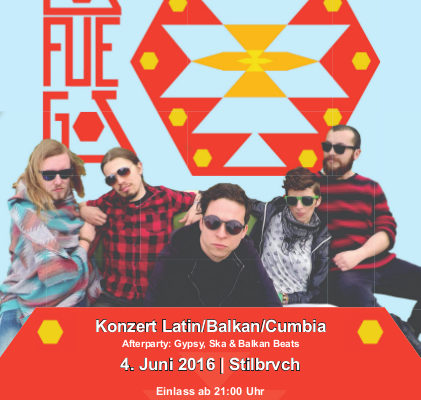 FUE
GOS
Konzert Latin/Balkan/Cumbia
Afterparty: Gypsy, Ska & Balkan Beats
4. Juni 2016 | Stilbrvch
Einlass ab 21:00 Uhr